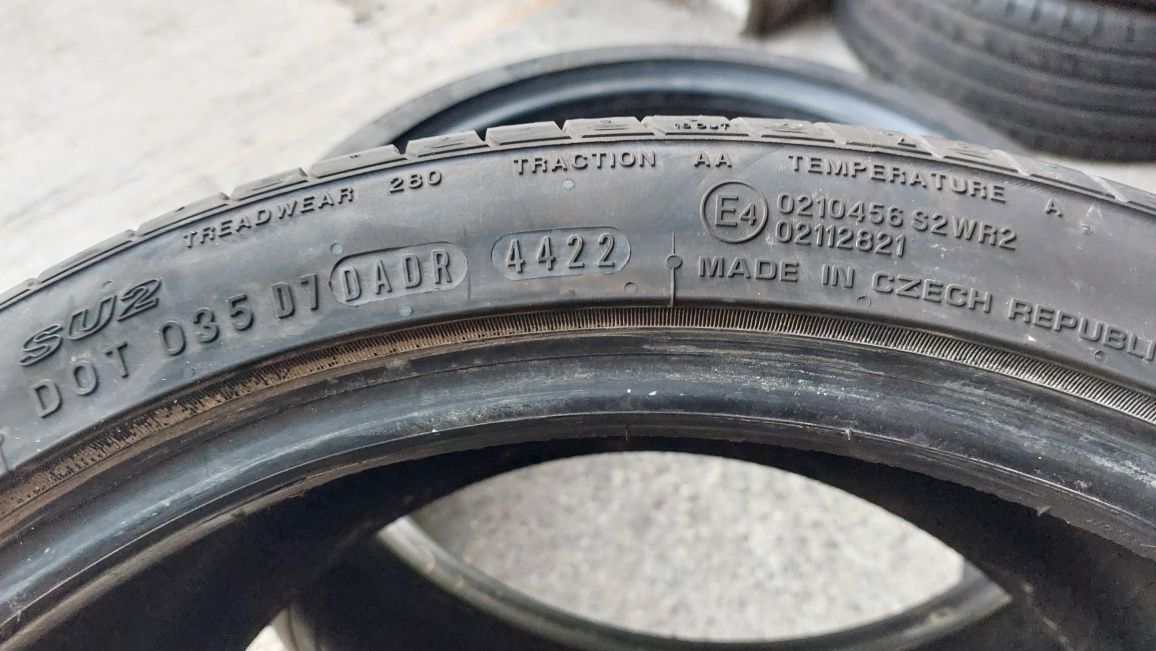 TREADWEAR 280 TRACTION AA TEMPERATURE A
E4 0210456 S2WR2
02112821
SU2
DOT 035 D7 DADR 4422
MADE IN CZECH REPUBLI